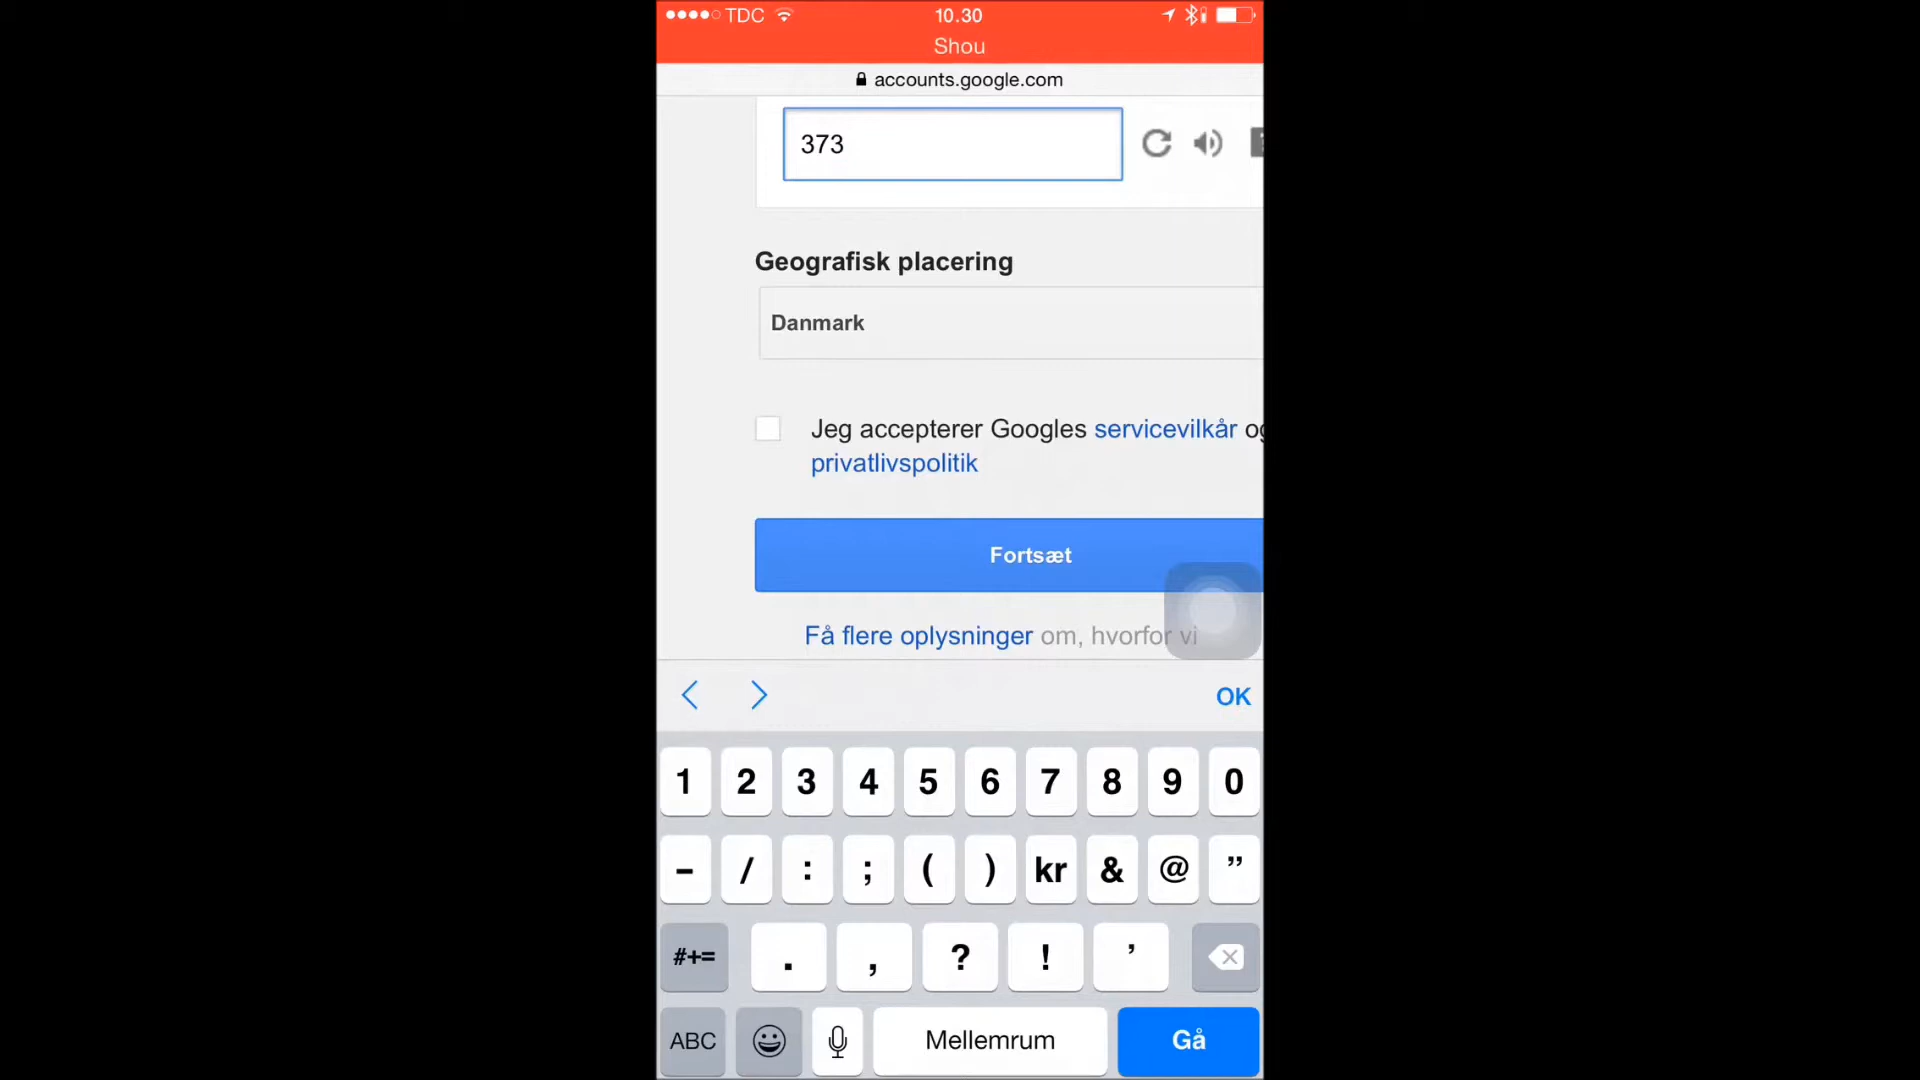 TDC
10.30
Shou
accounts.google.com
373
Geografisk placering
Danmark
Jeg accepterer Googles servicevilkår og
privatlivspolitik
Fortsæt
Få flere oplysninger om, hvorfor vi
OK
1 2 3 4 5 6 7 8 9 0
- / : ; ( ) kr & @ ”
#+= . , ? ! ’
ABC Mellemrum Gå